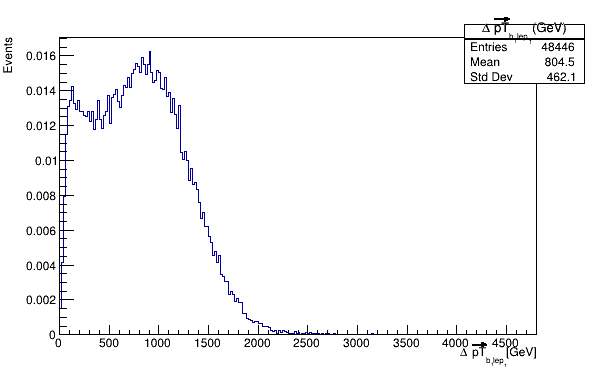 Δ pT b₁lep₁ (GeV)
Entries 48446
Mean 804.5
Std Dev 462.1
Events
0.016
0.014
0.012
0.01
0.008
0.006
0.004
0.002
0
0 500 1000 1500 2000 2500 3000 3500 4000 4500
Δ pT b₁lep₁ [GeV]